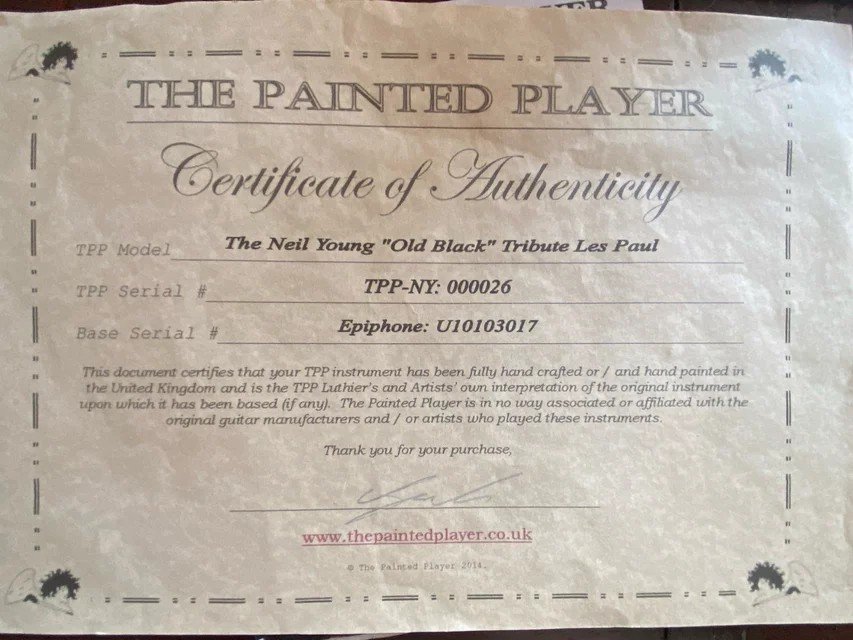 THE PAINTED PLAYER
Certificate of Authenticity
TPP Model The Neil Young "Old Black" Tribute Les Paul
TPP Serial # TPP-NY: 000026
Base Serial # Epiphone: U10103017
This document certifies that your TPP instrument has been fully hand crafted or / and hand painted in
the United Kingdom and is the TPP Luthier's and Artists' own interpretation of the original instrument
upon which it has been based (if any). The Painted Player is in no way associated or affiliated with the
original guitar manufacturers and / or artists who played these instruments.
Thank you for your purchase,
www.thepaintedplayer.co.uk
© The Painted Player 2014.